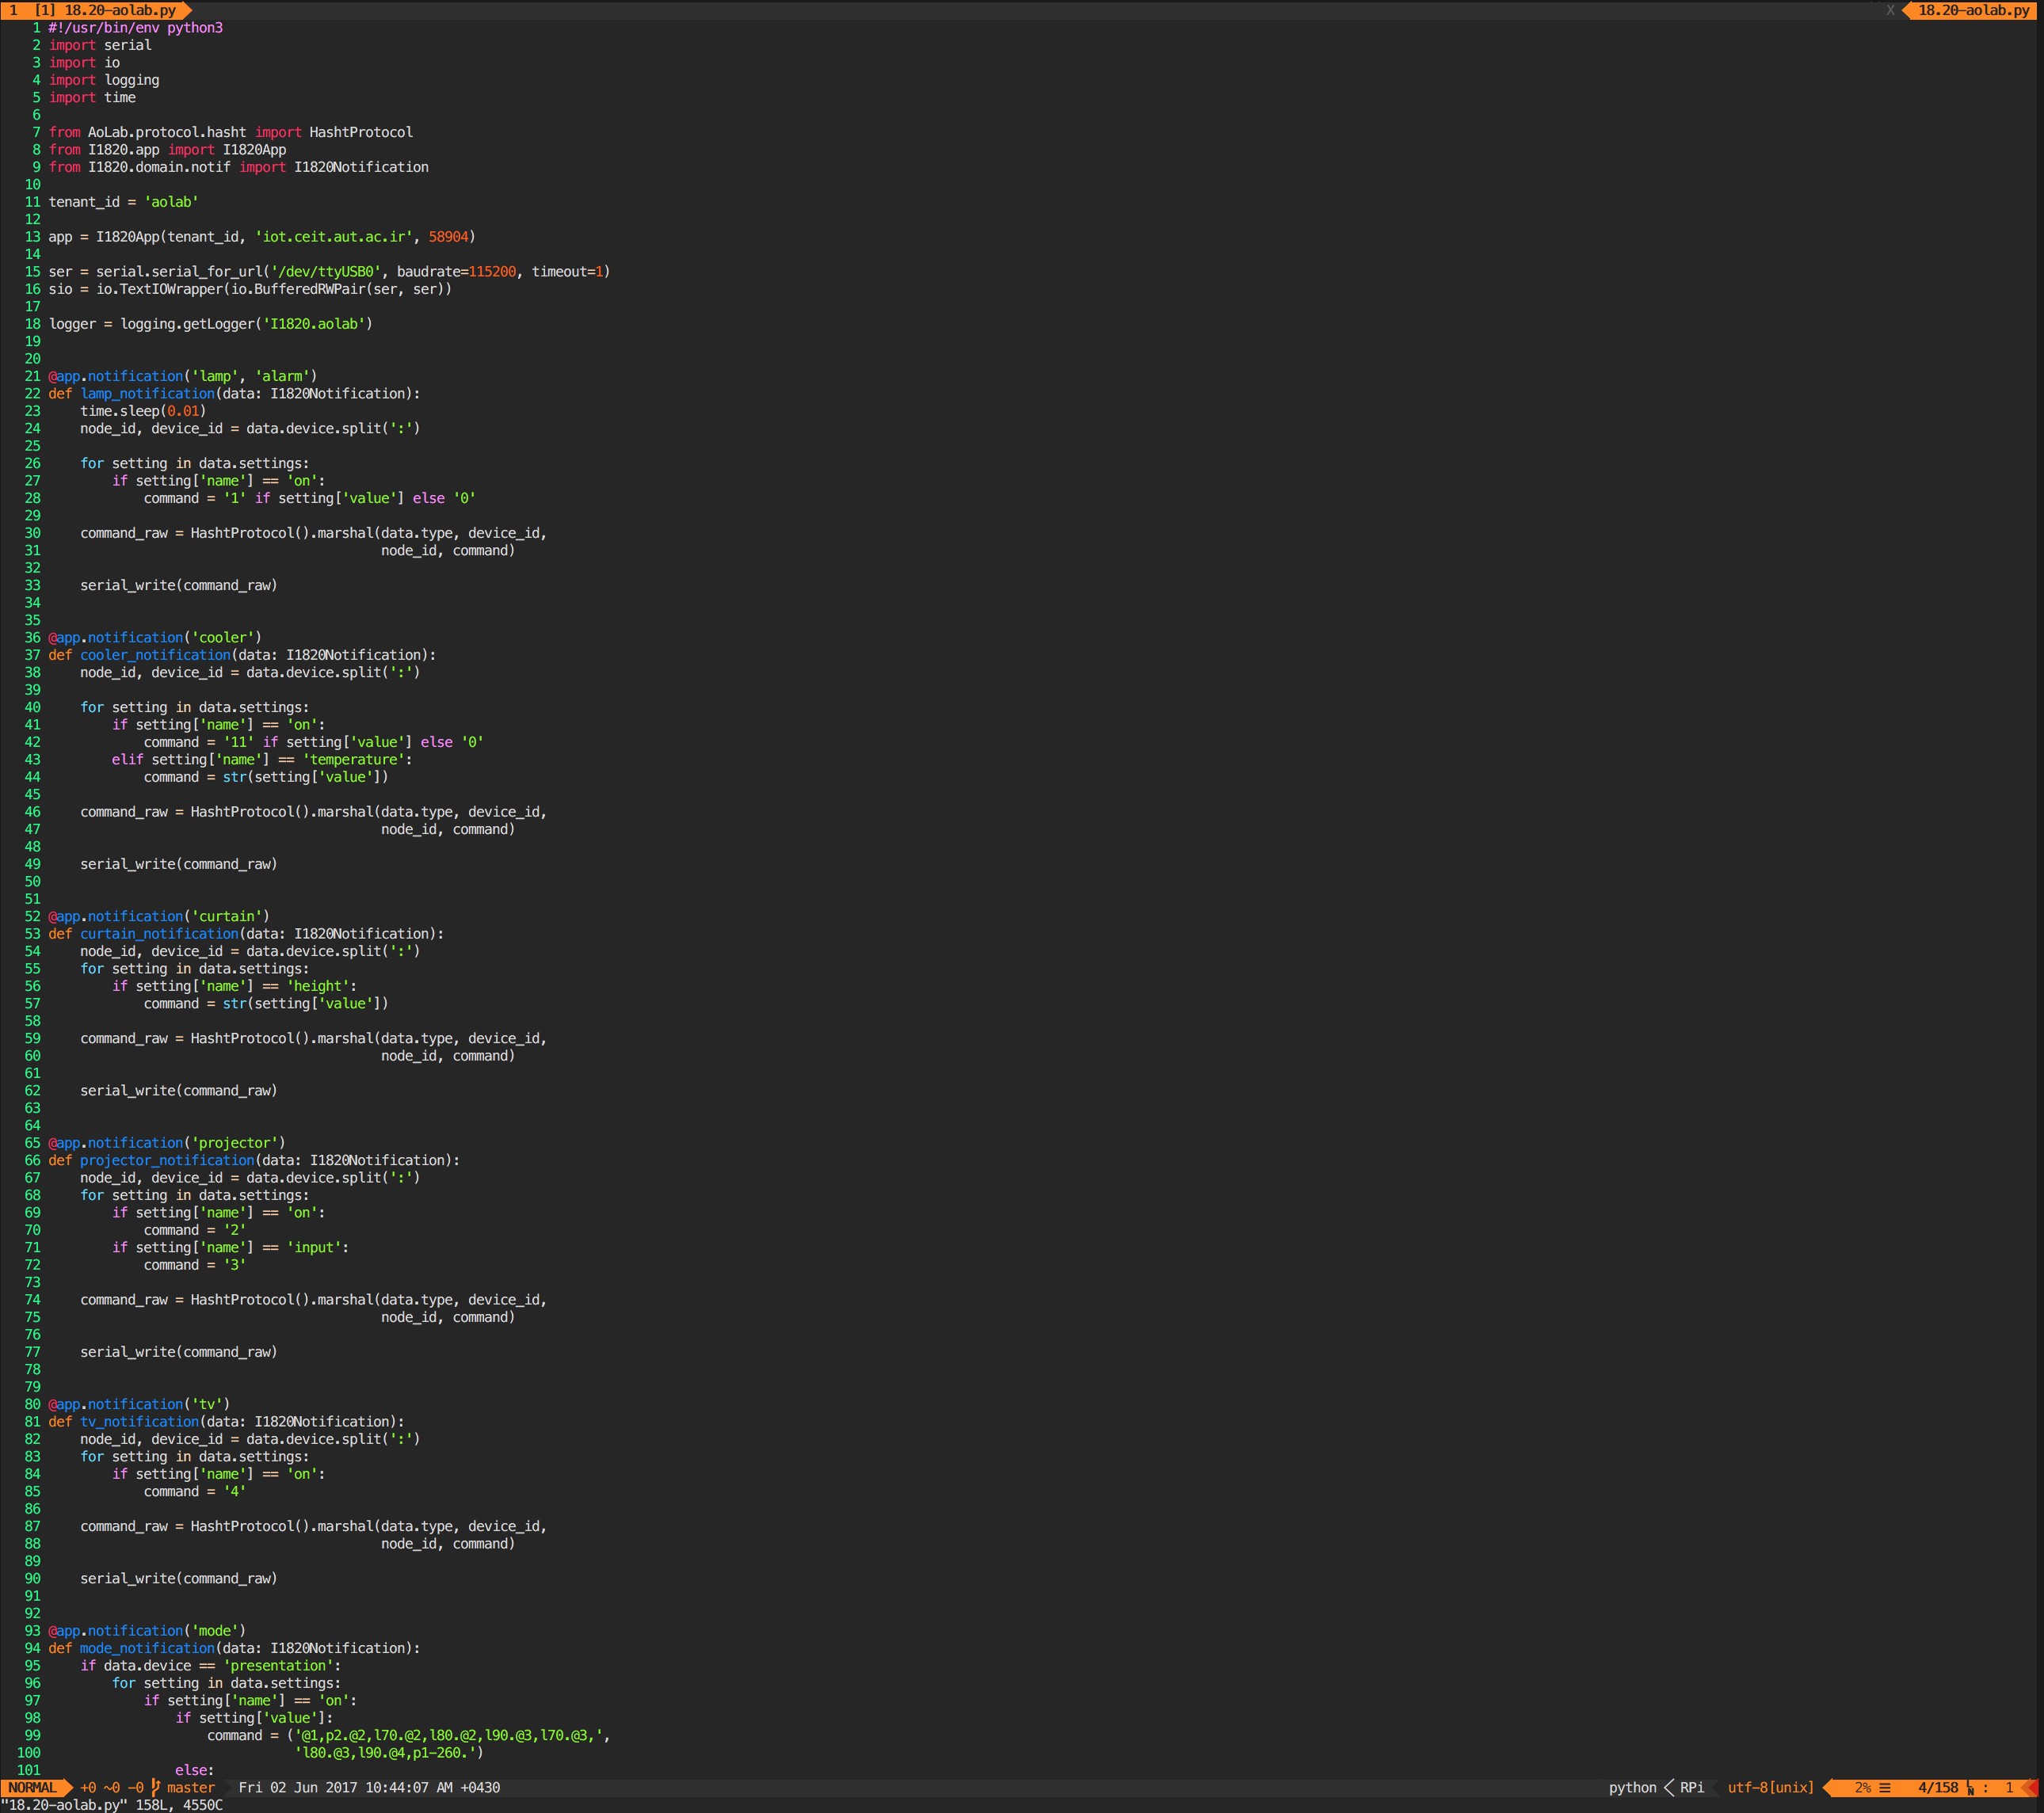 1 [1] 18.20-aolab.py X 18.20-aolab.py
1 #!/usr/bin/env python3
2 import serial
3 import io
4 import logging
5 import time
6
7 from AoLab.protocol.hasht import HashtProtocol
8 from I1820.app import I1820App
9 from I1820.domain.notif import I1820Notification
10
11 tenant_id = 'aolab'
12
13 app = I1820App(tenant_id, 'iot.ceit.aut.ac.ir', 58904)
14
15 ser = serial.serial_for_url('/dev/ttyUSB0', baudrate=115200, timeout=1)
16 sio = io.TextIOWrapper(io.BufferedRWPair(ser, ser))
17
18 logger = logging.getLogger('I1820.aolab')
19
20
21 @app.notification('lamp', 'alarm')
22 def lamp_notification(data: I1820Notification):
23     time.sleep(0.01)
24     node_id, device_id = data.device.split(':')
25
26     for setting in data.settings:
27         if setting['name'] == 'on':
28             command = '1' if setting['value'] else '0'
29
30     command_raw = HashtProtocol().marshal(data.type, device_id,
31                                           node_id, command)
32
33     serial_write(command_raw)
34
35
36 @app.notification('cooler')
37 def cooler_notification(data: I1820Notification):
38     node_id, device_id = data.device.split(':')
39
40     for setting in data.settings:
41         if setting['name'] == 'on':
42             command = '11' if setting['value'] else '0'
43         elif setting['name'] == 'temperature':
44             command = str(setting['value'])
45
46     command_raw = HashtProtocol().marshal(data.type, device_id,
47                                           node_id, command)
48
49     serial_write(command_raw)
50
51
52 @app.notification('curtain')
53 def curtain_notification(data: I1820Notification):
54     node_id, device_id = data.device.split(':')
55     for setting in data.settings:
56         if setting['name'] == 'height':
57             command = str(setting['value'])
58
59     command_raw = HashtProtocol().marshal(data.type, device_id,
60                                           node_id, command)
61
62     serial_write(command_raw)
63
64
65 @app.notification('projector')
66 def projector_notification(data: I1820Notification):
67     node_id, device_id = data.device.split(':')
68     for setting in data.settings:
69         if setting['name'] == 'on':
70             command = '2'
71         if setting['name'] == 'input':
72             command = '3'
73
74     command_raw = HashtProtocol().marshal(data.type, device_id,
75                                           node_id, command)
76
77     serial_write(command_raw)
78
79
80 @app.notification('tv')
81 def tv_notification(data: I1820Notification):
82     node_id, device_id = data.device.split(':')
83     for setting in data.settings:
84         if setting['name'] == 'on':
85             command = '4'
86
87     command_raw = HashtProtocol().marshal(data.type, device_id,
88                                           node_id, command)
89
90     serial_write(command_raw)
91
92
93 @app.notification('mode')
94 def mode_notification(data: I1820Notification):
95     if data.device == 'presentation':
96         for setting in data.settings:
97             if setting['name'] == 'on':
98                 if setting['value']:
99                     command = ('@1,p2.@2,l70.@2,l80.@2,l90.@3,l70.@3,',
100                                'l80.@3,l90.@4,p1-260.')
101                 else:
NORMAL +0 ~0 -0 master Fri 02 Jun 2017 10:44:07 AM +0430 python RPi utf-8[unix] 2% ☰ 4/158 : 1
"18.20-aolab.py" 158L, 4550C